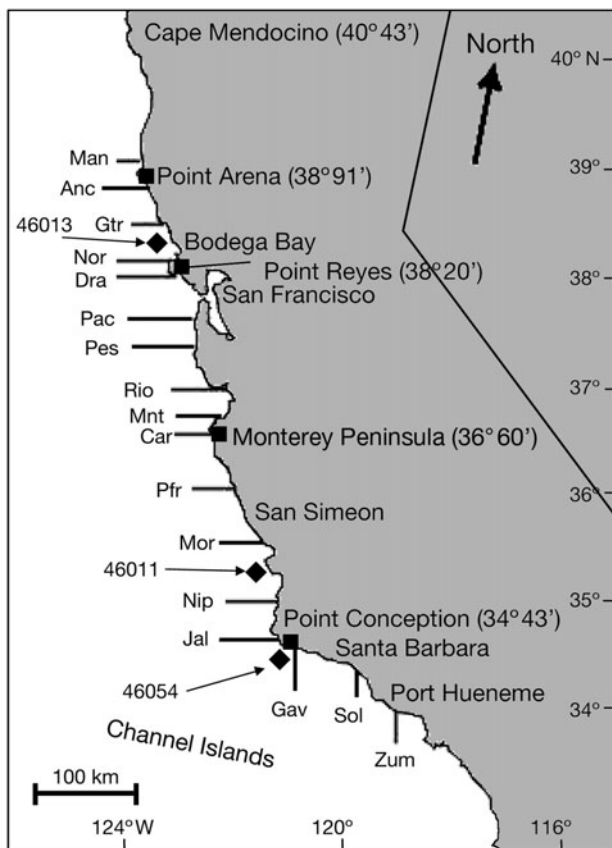 Cape Mendocino (40°43’)
North
40° N
Man
Point Arena (38°91’)
39°
Anc
46013
Gtr
Bodega Bay
Nor
Point Reyes (38°20’)
38°
Dra
San Francisco
Pac
Pes
37°
Rio
Mnt
Car
Monterey Peninsula (36°60’)
36°
Pfr
San Simeon
Mor
46011
35°
Nip
Point Conception (34°43’)
Jal
Santa Barbara
46054
Port Hueneme
34°
Gav
Sol
Channel Islands
Zum
100 km
124°W
120°
116°